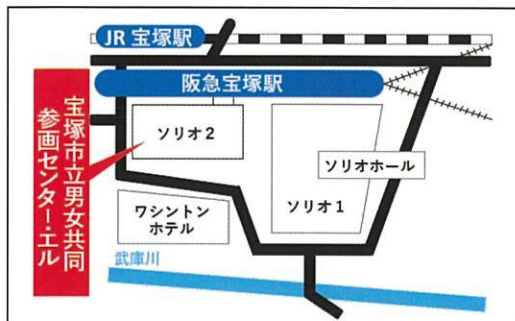 JR 宝塚駅
阪急宝塚駅
宝塚市立男女共同
参画センター・エル
ソリオ2
ソリオホール
ソリオ1
ワシントン
ホテル
武庫川